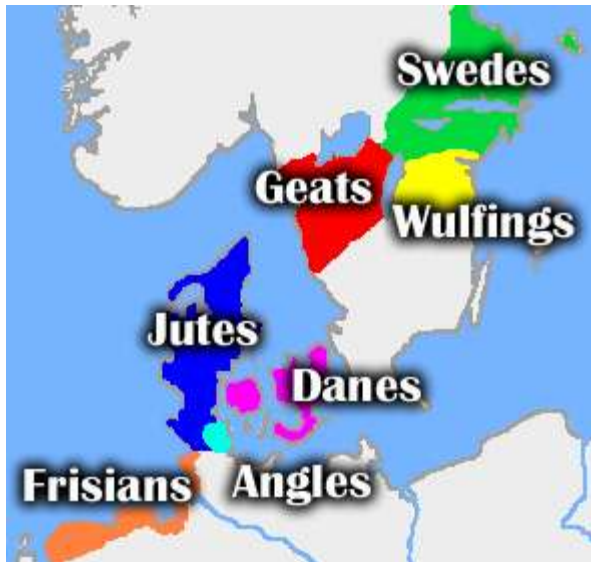 Swedes
Geats
Wulfings
Jutes
Danes
Frisians
Angles